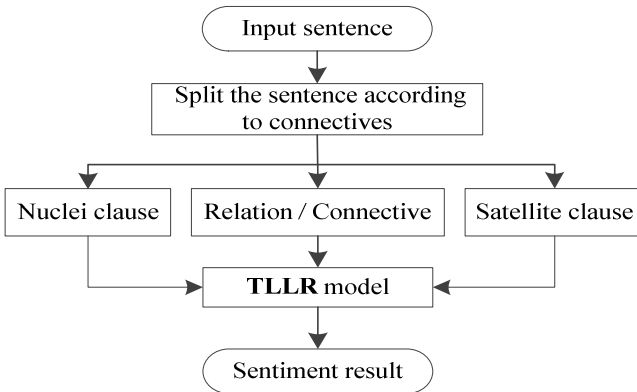 Input sentence
Split the sentence according
to connectives
Nuclei clause
Relation / Connective
Satellite clause
TLLR model
Sentiment result